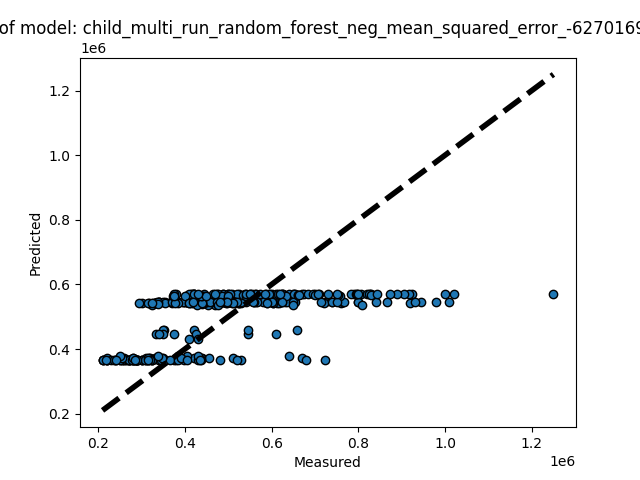 of model: child_multi_run_random_forest_neg_mean_squared_error_-6270169
1e6
1.2
1.0
0.8
0.6
0.4
0.2
Predicted
0.2 0.4 0.6 0.8 1.0 1.2
Measured
1e6